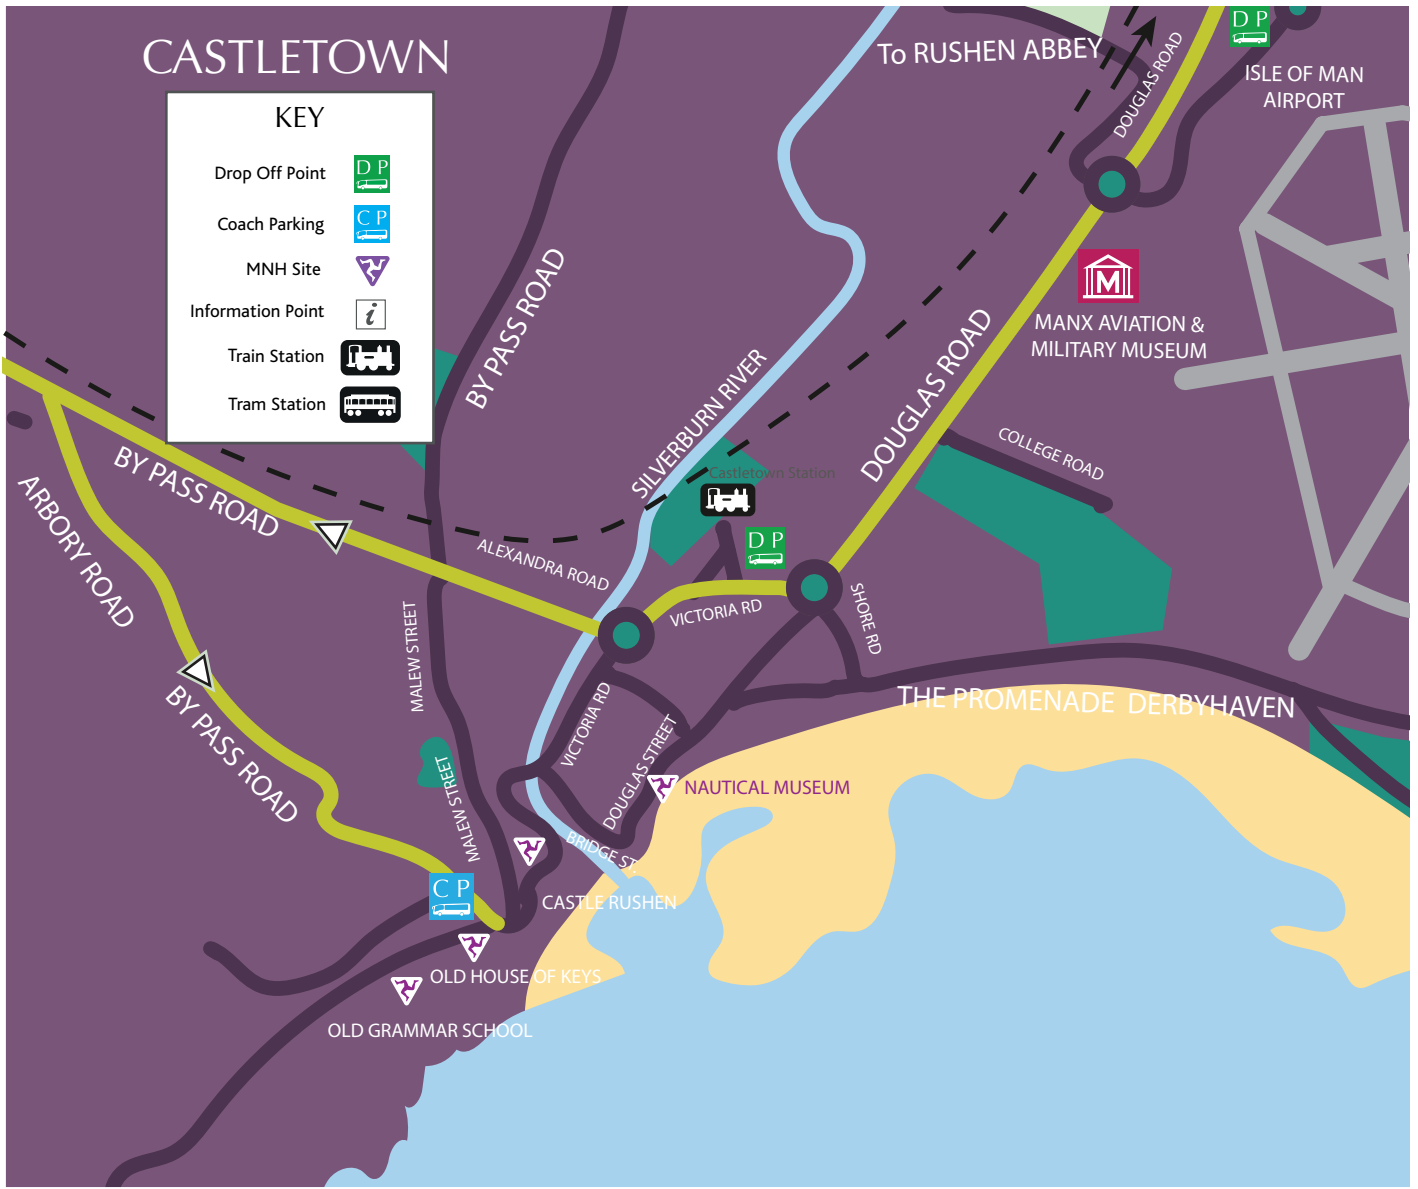 CASTLETOWN
KEY
Drop Off Point
D P
Coach Parking
C P
MNH Site
Information Point
i
Train Station
Tram Station
To RUSHEN ABBEY
DOUGLAS ROAD
D P
ISLE OF MAN
AIRPORT
M
MANX AVIATION &
MILITARY MUSEUM
BY PASS ROAD
SILVERBURN RIVER
DOUGLAS ROAD
COLLEGE ROAD
Castletown Station
D P
BY PASS ROAD
ARBORY ROAD
ALEXANDRA ROAD
VICTORIA RD
SHORE RD
MALEW STREET
BY PASS ROAD
THE PROMENADE DERBYHAVEN
VICTORIA RD
DOUGLAS STREET
MALEW STREET
NAUTICAL MUSEUM
BRIDGE ST.
C P
CASTLE RUSHEN
OLD HOUSE OF KEYS
OLD GRAMMAR SCHOOL